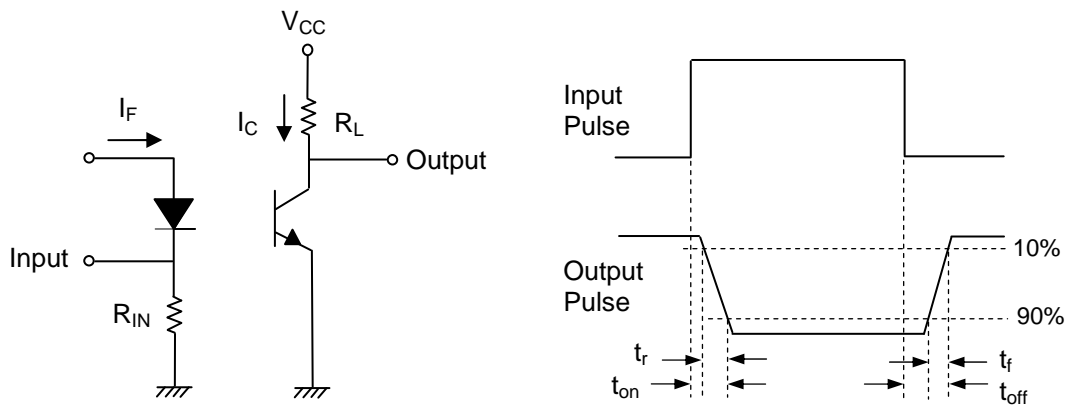 V_CC
I_F
I_C
R_L
Output
Input
R_IN
Input
Pulse
Output
Pulse
10%
90%
t_r
t_f
t_on
t_off